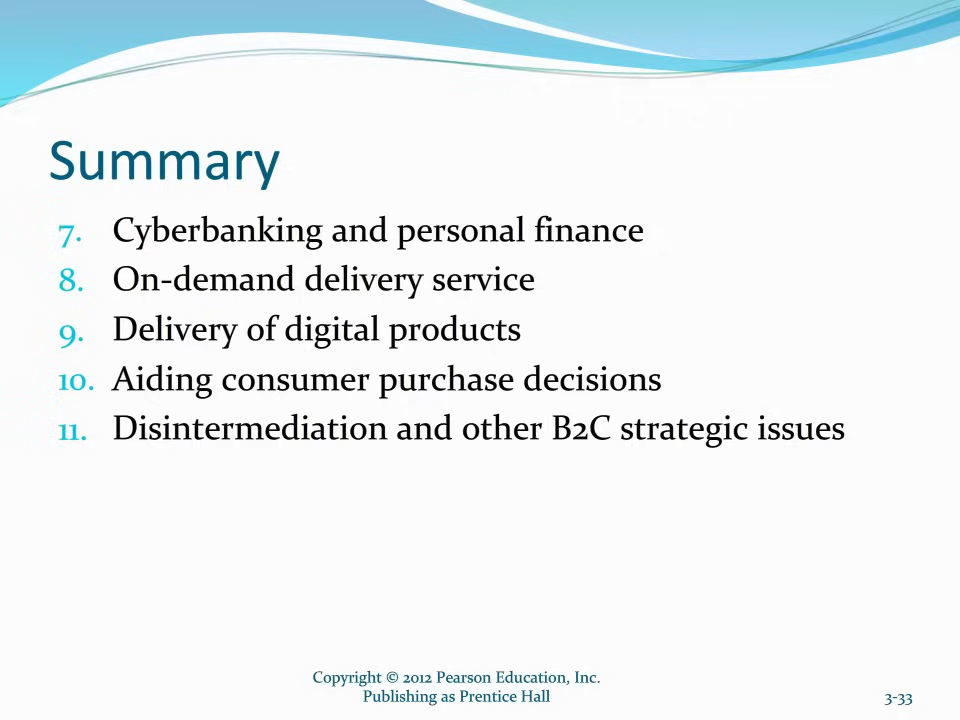 Summary
7. Cyberbanking and personal finance
8. On-demand delivery service
9. Delivery of digital products
10. Aiding consumer purchase decisions
11. Disintermediation and other B2C strategic issues
Copyright © 2012 Pearson Education, Inc.
Publishing as Prentice Hall
3-33